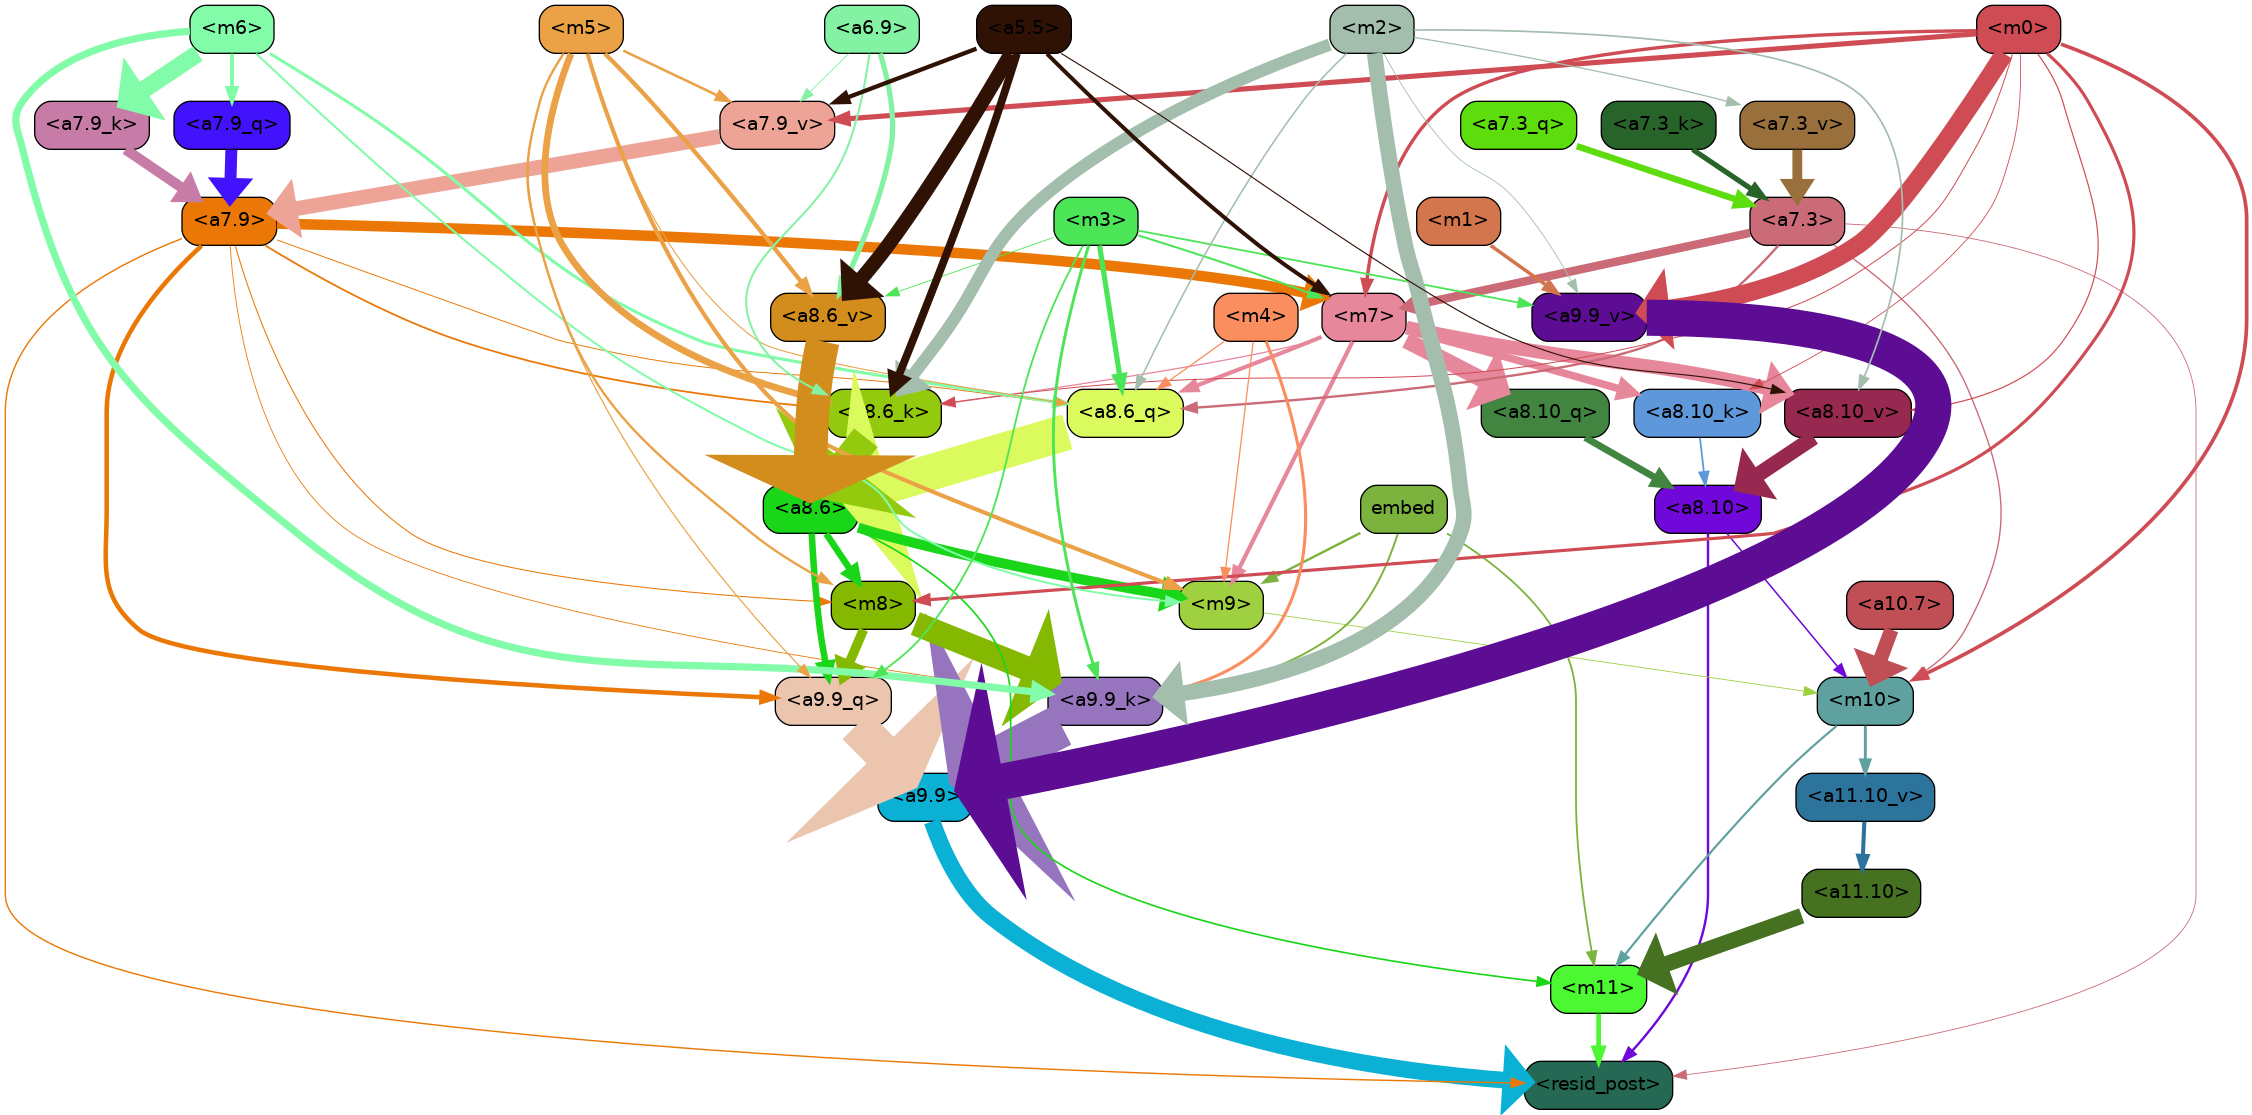 <m6>
<m5>
<a6.9>
<a5.5>
<m2>
<m0>
<a7.9_k>
<a7.9_q>
<a7.9_v>
<a7.3_q>
<a7.3_k>
<a7.3_v>
<a7.9>
<m3>
<m1>
<a7.3>
<a8.6_v>
<m4>
<m7>
<a9.9_v>
<a8.6_k>
<a8.6_q>
<a8.10_q>
<a8.10_k>
<a8.10_v>
<a8.6>
embed
<a8.10>
<m8>
<m9>
<a10.7>
<a9.9_q>
<a9.9_k>
<m10>
<a9.9>
<a11.10_v>
<a11.10>
<m11>
<resid_post>